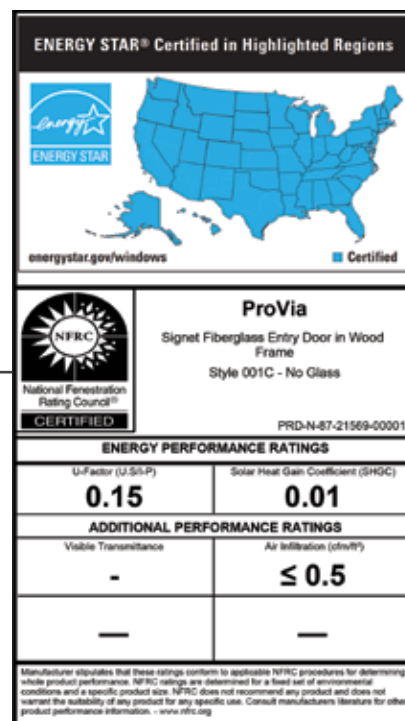 ENERGY STAR® Certified in Highlighted Regions
energy
ENERGY STAR
energystar.gov/windows
Certified
NFRC
National Fenestration
Rating Council®
CERTIFIED
ProVia
Signet Fiberglass Entry Door in Wood
Frame
Style 001C - No Glass
PRD-N-87-21569-00001
ENERGY PERFORMANCE RATINGS
U-Factor (U.S/I-P)
Solar Heat Gain Coefficient (SHGC)
0.15
0.01
ADDITIONAL PERFORMANCE RATINGS
Visible Transmittance
Air Infiltration (cfm/ft²)
-
≤ 0.5
—
—
Manufacturer stipulates that these ratings conform to applicable NFRC procedures for determining
whole product performance. NFRC ratings are determined for a fixed set of environmental
conditions and a specific product size. NFRC does not recommend any product and does not
warrant the suitability of any product for any specific use. Consult manufacturers literature for other
product performance information. - www.nfrc.org